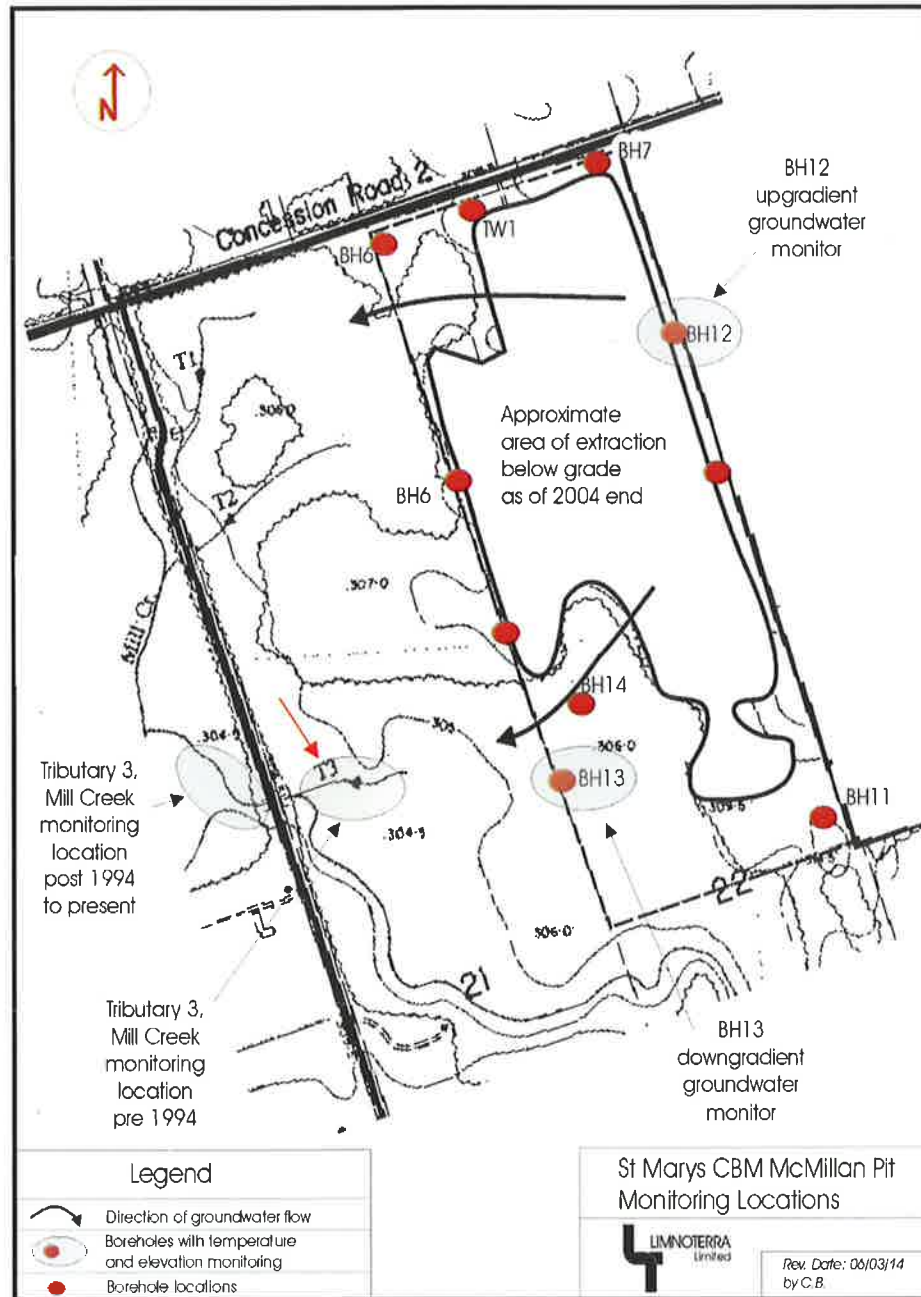 N
Concession Road 2
BH7
TW1
BH6
BH12
upgradient
groundwater
monitor
BH12
T1
.306.0
Approximate
area of extraction
below grade
as of 2004 end
T2
BH6
.307.0
Mill Cr.
BH14
305
.304.5
T3
.306.0
BH13
BH11
Tributary 3,
Mill Creek
monitoring
location
post 1994
to present
.304.5
22
306.0
21
Tributary 3,
Mill Creek
monitoring
location
pre 1994
BH13
downgradient
groundwater
monitor
Legend
Direction of groundwater flow
Boreholes with temperature
and elevation monitoring
Borehole locations
St Marys CBM McMillan Pit
Monitoring Locations
LIMNOTERRA
Limited
Rev. Date: 06/03/14
by C.B.